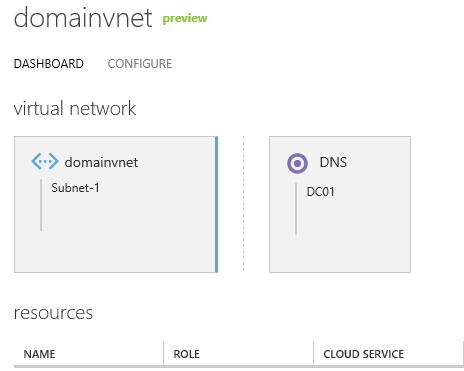 domainvnet preview
DASHBOARD CONFIGURE
virtual network
domainvnet
Subnet-1
DNS
DC01
resources
NAME ROLE CLOUD SERVICE